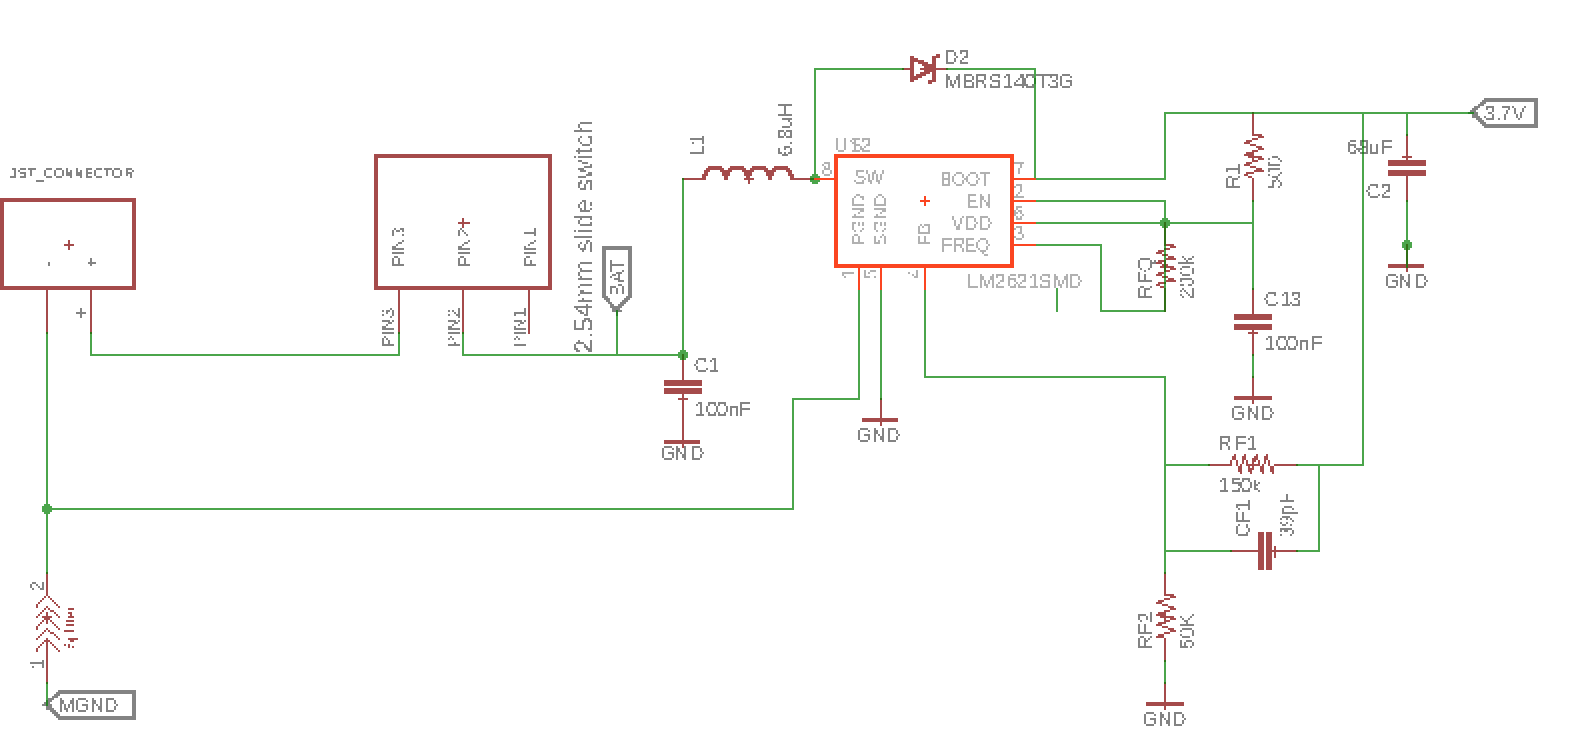 D2
MBRS140T3G
3.7V
L1
6.8uH
2.54mm slide switch
U$2
8
SW
BOOT
7
EN
2
VDD
6
FREQ
3
PGND
SGND
FB
1
5
LM2621SMD
JST_CONNECTOR
-
+
+
PIN3
PIN2
PIN1
PIN3
PIN2
PIN1
BAT
C1
100nF
GND
GND
R1
50D
68uF
C2
GND
RF3
200k
C13
100nF
GND
RF1
150k
CF1
39pF
RF2
50K
GND
2
1
MGND